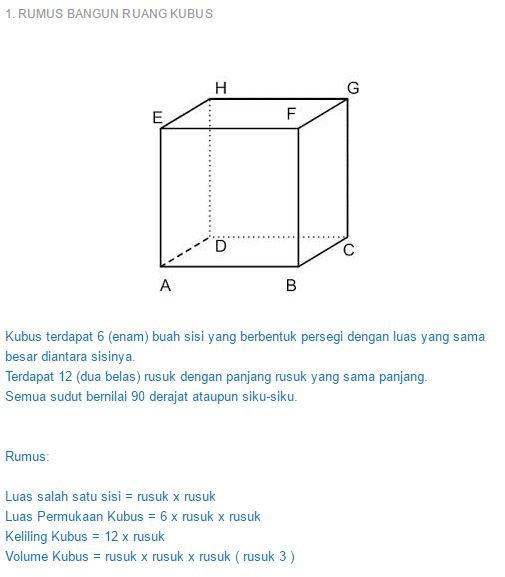 1. RUMUS BANGUN RUANG KUBUS
H
G
E
F
D
C
A
B
Kubus terdapat 6 (enam) buah sisi yang berbentuk persegi dengan luas yang sama
besar diantara sisinya.
Terdapat 12 (dua belas) rusuk dengan panjang rusuk yang sama panjang.
Semua sudut bernilai 90 derajat ataupun siku-siku.
Rumus:
Luas salah satu sisi = rusuk x rusuk
Luas Permukaan Kubus = 6 x rusuk x rusuk
Keliling Kubus = 12 x rusuk
Volume Kubus = rusuk x rusuk x rusuk ( rusuk 3 )